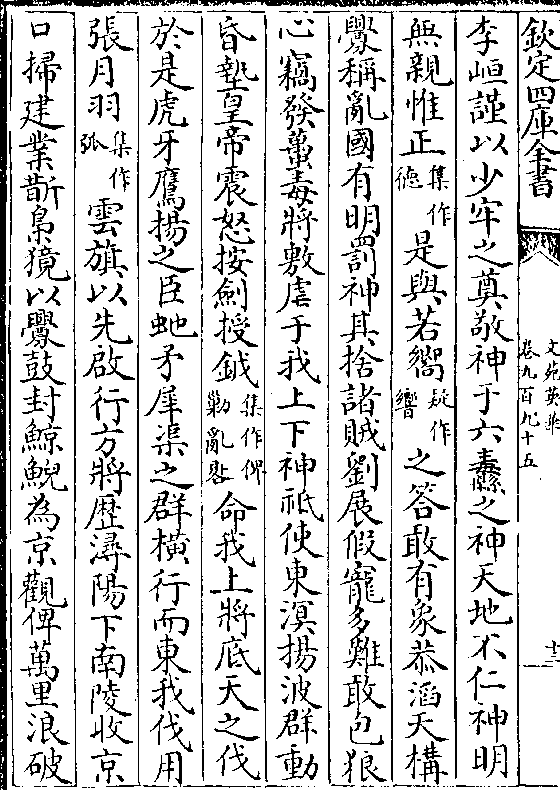 欽定四庫全書
文苑英華
卷九百九十五
十三
李峘謹以少牢之奠敬神于六纛之神天地不仁神明
無親惟正集作德是與若嚮疑作響之答敢有象恭滔天構
釁稱亂國有明罰神其捨諸賊劉展假寵多難敢包狼
心竊發蠆毒將敷虐于我上下神祇使東溟揚波群動
昏墊皇帝震怒按劍授鉞集作俾勦亂畧命我上將底天之伐
於是虎牙鷹揚之臣虵矛犀渠之群橫行而東我伐用
張月羽集作弧雲旗以先啟行方將歷潯陽下南陵收京
口掃建業斮梟獍以釁鼓封鯨鯢為京觀俾萬里浪破